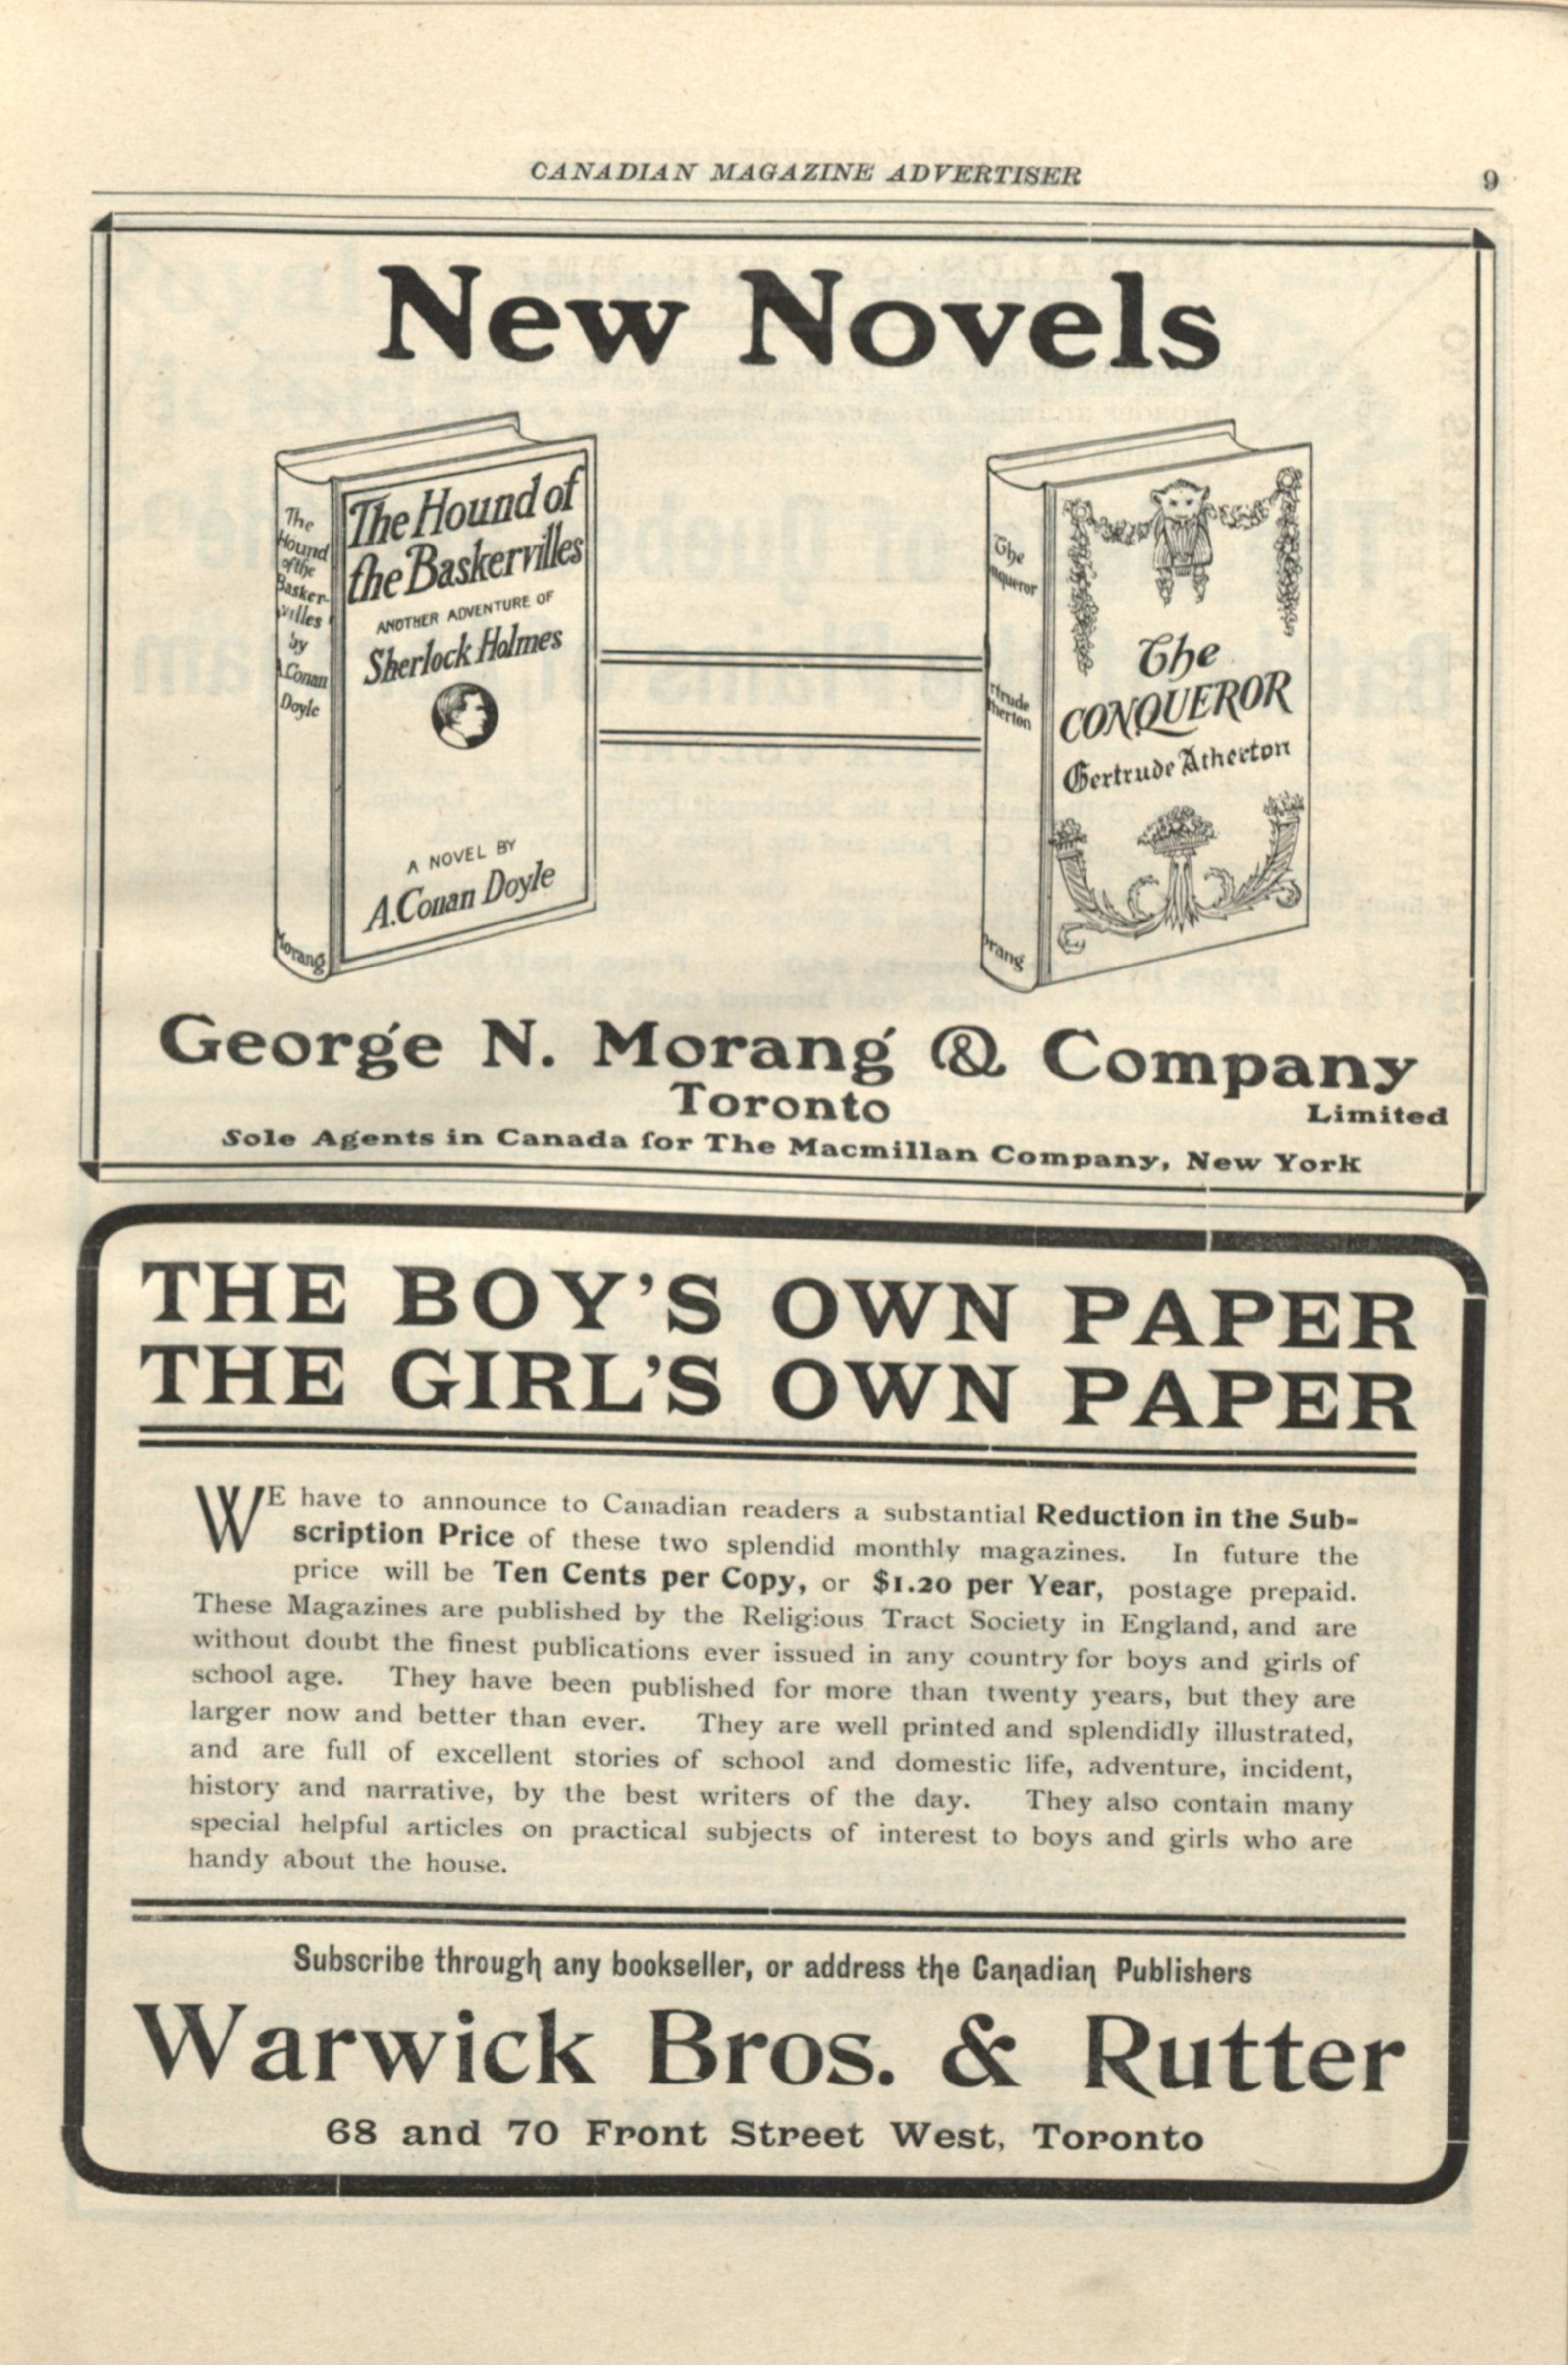 CANADIAN MAGAZINE ADVERTISER 9
New Novels
The
Hound
of the
Basker-
villes
by
A.Conan
Doyle
Morang
The Hound of
the Baskervilles
ANOTHER ADVENTURE OF
Sherlock Holmes
A NOVEL BY
A. Conan Doyle
The
nqueror
rtrude
therton
orang
The
CONQUEROR
Gertrude Atherton
George N. Morang & Company
Toronto Limited
Sole Agents in Canada for The Macmillan Company, New York
THE BOY'S OWN PAPER
THE GIRL'S OWN PAPER
WE have to announce to Canadian readers a substantial Reduction in the Sub-
scription Price of these two splendid monthly magazines. In future the
price will be Ten Cents per Copy, or $1.20 per Year, postage prepaid.
These Magazines are published by the Religious Tract Society in England, and are
without doubt the finest publications ever issued in any country for boys and girls of
school age. They have been published for more than twenty years, but they are
larger now and better than ever. They are well printed and splendidly illustrated,
and are full of excellent stories of school and domestic life, adventure, incident,
history and narrative, by the best writers of the day. They also contain many
special helpful articles on practical subjects of interest to boys and girls who are
handy about the house.
Subscribe through any bookseller, or address the Canadian Publishers
Warwick Bros. & Rutter
68 and 70 Front Street West, Toronto